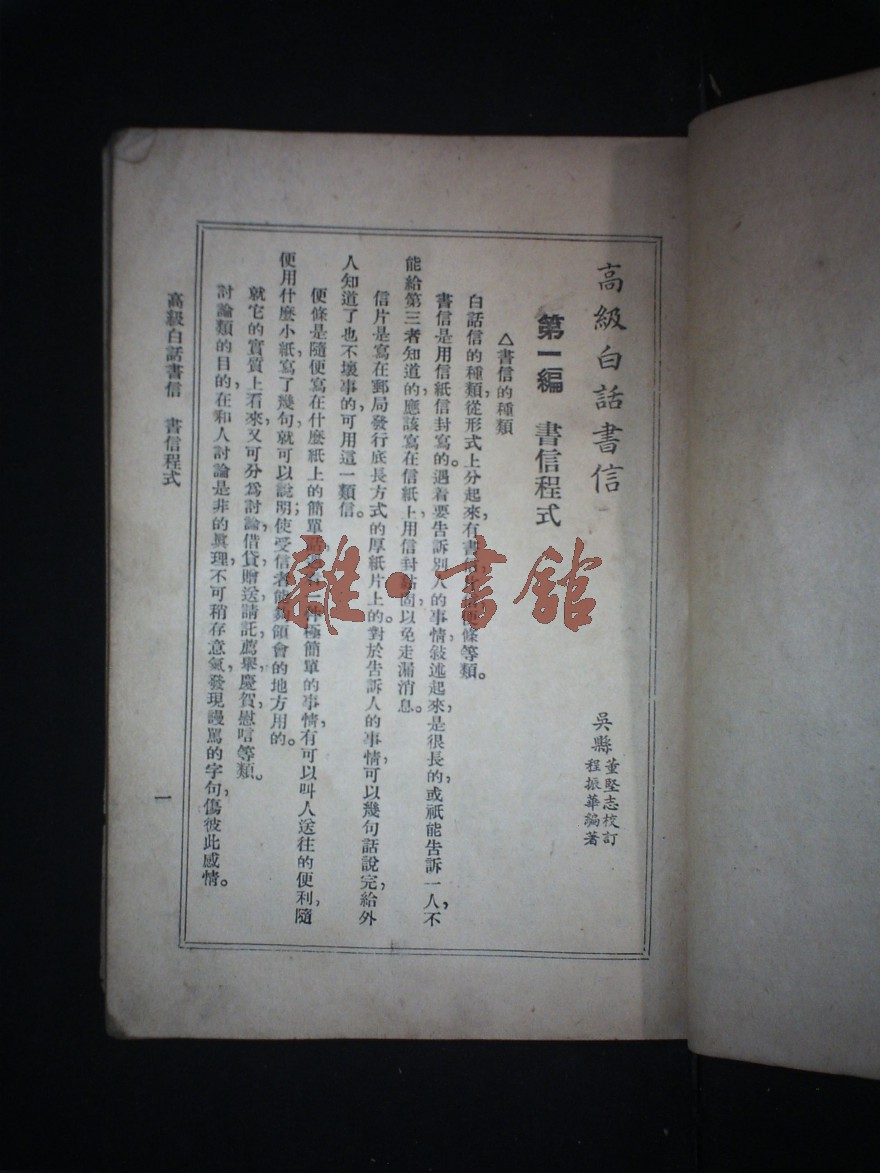 高級白話書信
吳縣
董堅志校訂
程振華編著
第一編 書信程式
△書信的種類
白話信的種類,從形式上分起來,有書條等類。
書信是用信紙信封寫的。遇着要告訴別人的事情,敍述起來是很長的,或祇能告訴一人,不
能給第三者知道的,應該寫在信紙上,用信封黏固,以免走漏消息。
信片是寫在郵局發行底長方式的厚紙片上的。對於告訴人的事情,可以幾句話說完,給外
人知道了也不壞事的,可用這一類信。
便條是隨便寫在什麼紙上的簡單一件極簡單的事情,有可以叫人送往的便利,隨
便用什麼小紙,寫了幾句,就可以說明;使受信者能夠領會的地方用的。
就它的實質上看來,又可分爲討論,借貸,贈送,請託,薦舉,慶賀,慰唁等類。
討論類的目的,在和人討論是非的眞理,不可稍存意氣,發現謾罵的字句,傷彼此感情。
高級白話書信 書信程式
一
雜·書館